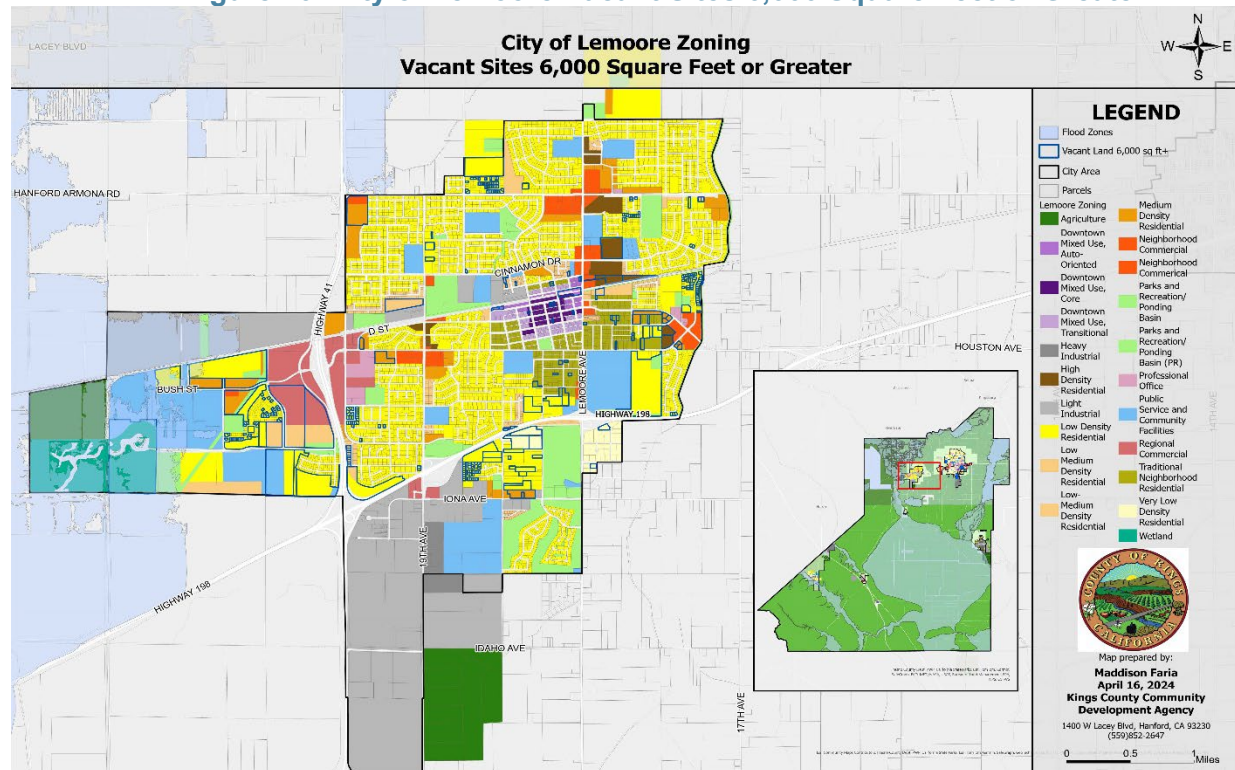 City of Lemoore Zoning
Vacant Sites 6,000 Square Feet or Greater
N
W
E
S
LACEY BLVD
HANFORD ARMONA RD
CINNAMON DR
HIGHWAY 41
D ST
BUSH ST
LEMOORE AVE
HOUSTON AVE
HIGHWAY 198
IONA AVE
19TH AVE
HIGHWAY 198
IDAHO AVE
17TH AVE
14TH AVE
LEGEND
Flood Zones
Vacant Land 6,000 sq ft+
City Area
Parcels
Lemoore Zoning
Agriculture
Downtown
Mixed Use,
Auto-
Oriented
Downtown
Mixed Use,
Core
Downtown
Mixed Use,
Transitional
Heavy
Industrial
High
Density
Residential
Light
Industrial
Low Density
Residential
Low
Medium
Density
Residential
Low-
Medium
Density
Residential
Medium
Density
Residential
Neighborhood
Commercial
Neighborhood
Commerical
Parks and
Recreation/
Ponding
Basin
Parks and
Recreation/
Ponding
Basin (PR)
Professional
Office
Public
Service and
Community
Facilities
Regional
Commercial
Traditional
Neighborhood
Residential
Very Low
Density
Residential
Wetland
COUNTY OF KINGS
CALIFORNIA
Map prepared by:
Maddison Faria
April 16, 2024
Kings County Community
Development Agency
1400 W Lacey Blvd, Hanford, CA 93230
(559)852-2647
0 0.5 1
Miles